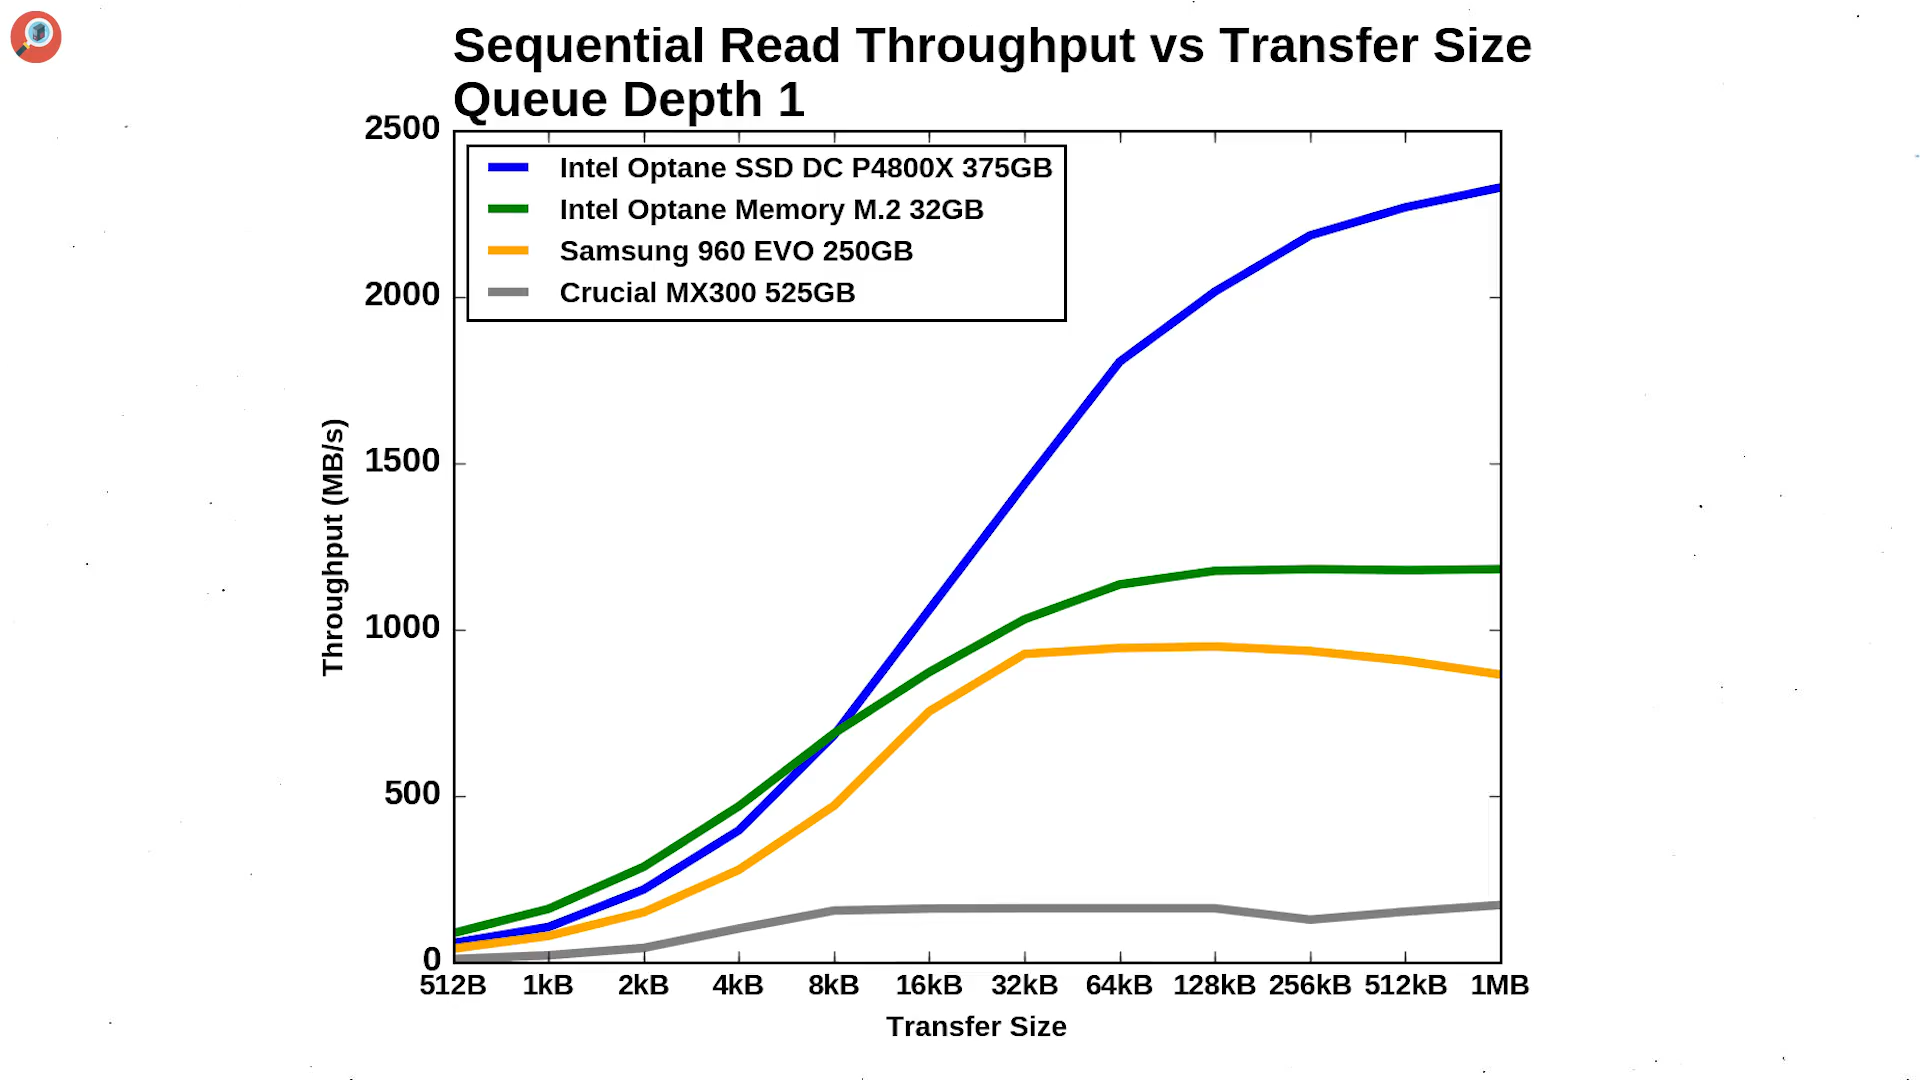 Sequential Read Throughput vs Transfer Size
Queue Depth 1
2500
2000
1500
1000
500
0
Throughput (MB/s)
Intel Optane SSD DC P4800X 375GB
Intel Optane Memory M.2 32GB
Samsung 960 EVO 250GB
Crucial MX300 525GB
512B 1kB 2kB 4kB 8kB 16kB 32kB 64kB 128kB 256kB 512kB 1MB
Transfer Size